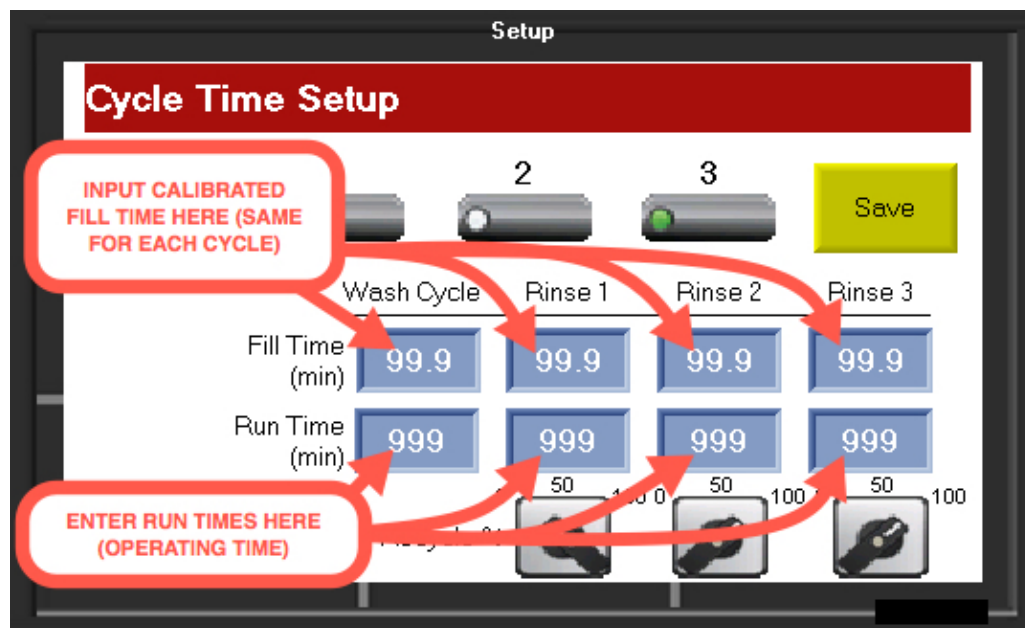 Setup
Cycle Time Setup
INPUT CALIBRATED
FILL TIME HERE (SAME
FOR EACH CYCLE)
2
3
Save
Wash Cycle
Rinse 1
Rinse 2
Rinse 3
Fill Time
(min)
99.9
99.9
99.9
99.9
Run Time
(min)
999
999
999
999
50
0
50
100
50
100
ENTER RUN TIMES HERE
(OPERATING TIME)